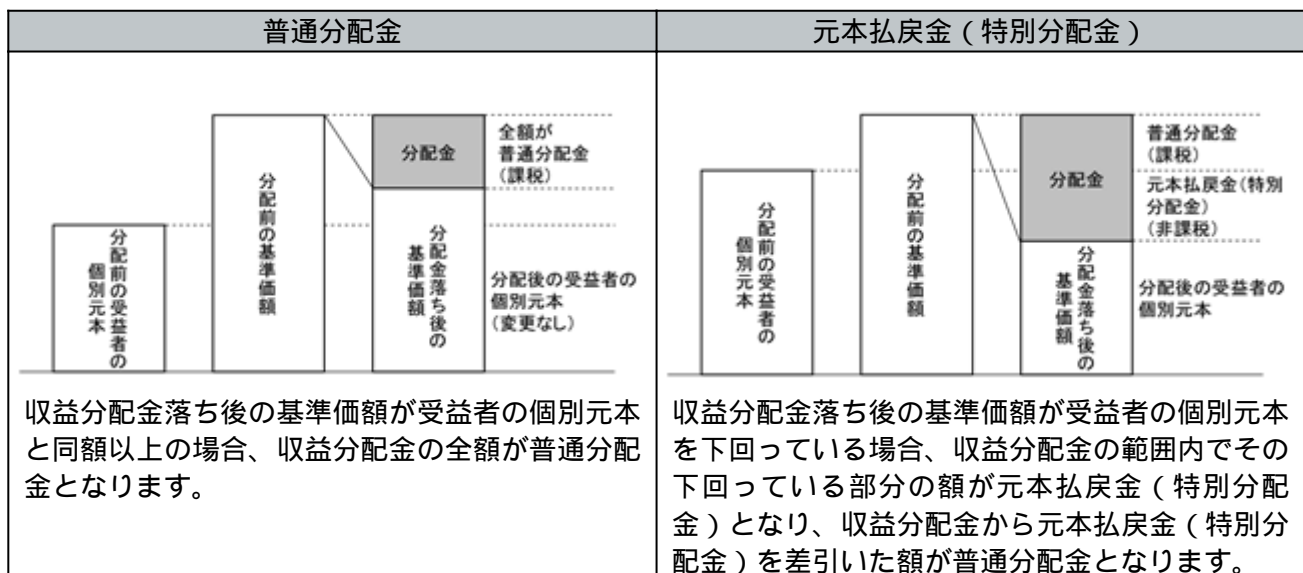 普通分配金
分配前の受益者の
個別元本
分配前の基準価額
分配金
分配金落ち後の
基準価額
全額が
普通分配金
(課税)
分配後の受益者の
個別元本
(変更なし)
収益分配金落ち後の基準価額が受益者の個別元本
と同額以上の場合、収益分配金の全額が普通分配
金となります。
元本払戻金(特別分配金)
分配前の受益者の
個別元本
分配前の基準価額
分配金
分配金落ち後の
基準価額
普通分配金
(課税)
元本払戻金(特別
分配金)
(非課税)
分配後の受益者の
個別元本
収益分配金落ち後の基準価額が受益者の個別元本
を下回っている場合、収益分配金の範囲内でその
下回っている部分の額が元本払戻金(特別分配
金)となり、収益分配金から元本払戻金(特別分
配金)を差引いた額が普通分配金となります。